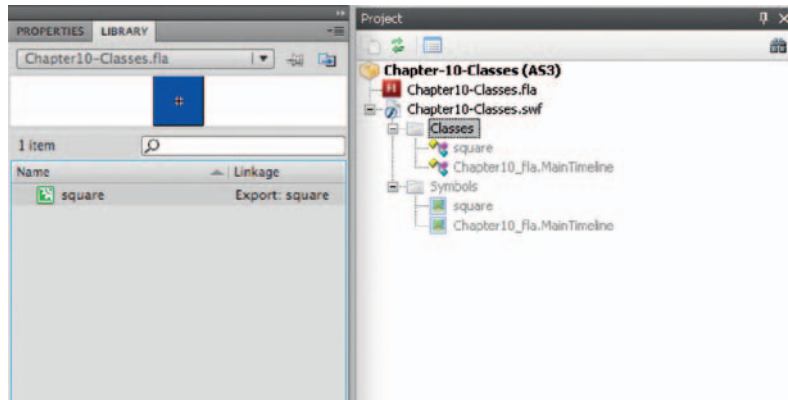 PROPERTIES LIBRARY
Chapter10-Classes.fla
1 item
Name Linkage
square Export: square
Project
Chapter-10-Classes (AS3)
Chapter10-Classes.fla
Chapter10-Classes.swf
Classes
square
Chapter10_fla.MainTimeline
Symbols
square
Chapter10_fla.MainTimeline